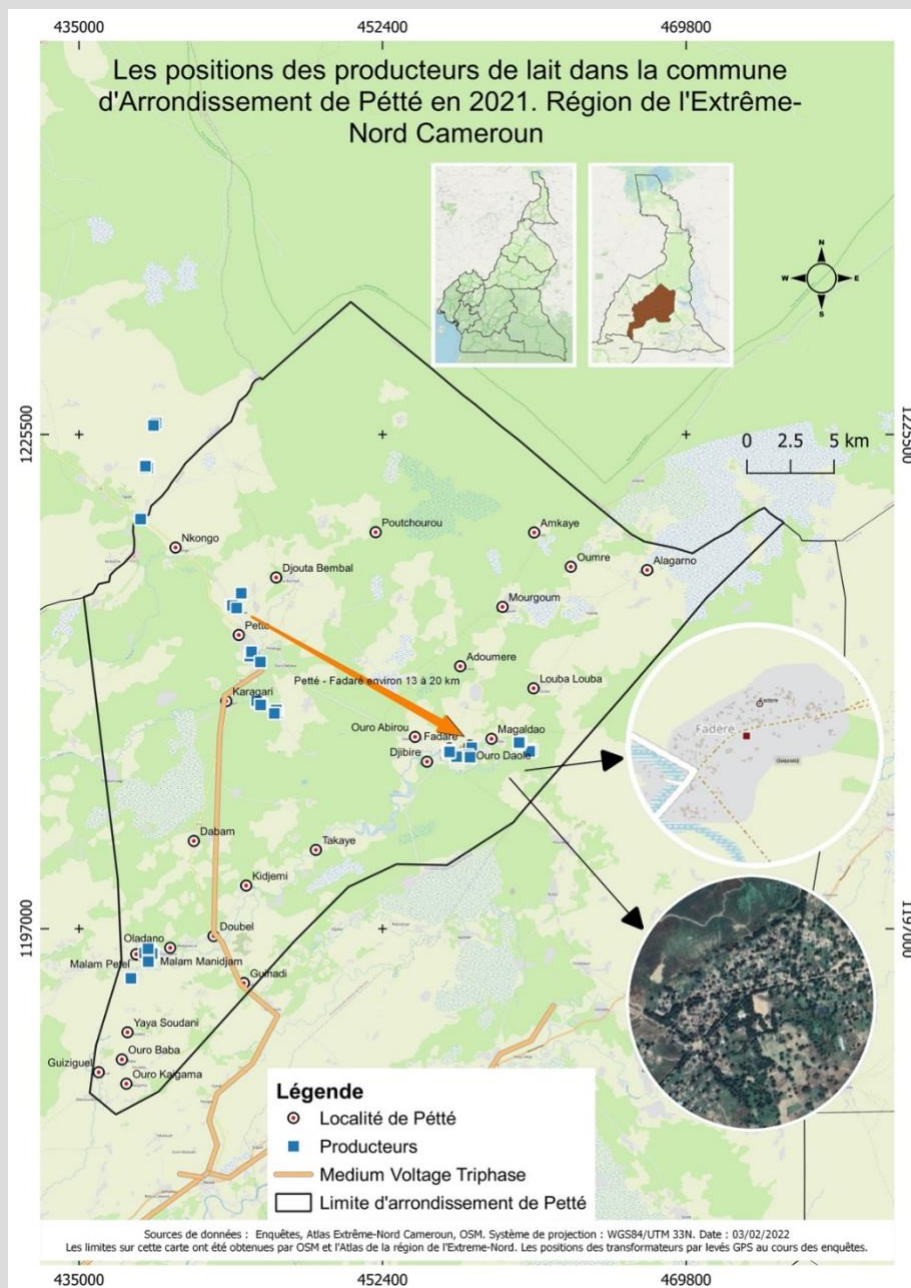 435000
452400
469800
Les positions des producteurs de lait dans la commune
d'Arrondissement de Pétté en 2021. Région de l'Extrême-
Nord Cameroun
N
W
E
S
1225500
1225500
0 2.5 5 km
Poutchourou
Amkaye
Nkongo
Oumre
Alagarno
Djouta Bembal
Mourgoum
Petté
Adoumere
Petté - Fadaré environ 13 à 20 km
Louba Louba
Karagari
Ouro Abirou
Fadaré
Magaldao
Djibire
Ouro Daole
Fadere
Fadere
Dabam
Takaye
Kidjemi
Doubel
1197000
1197000
Oladano
Malam Petel
Malam Manidjam
Guinadi
Yaya Soudani
Ouro Baba
Guiziguel
Ouro Kalgama
Légende
Localité de Pétté
Producteurs
Medium Voltage Triphase
Limite d'arrondissement de Petté
Sources de données : Enquêtes, Atlas Extrême-Nord Cameroun, OSM. Système de projection : WGS84/UTM 33N. Date : 03/02/2022
Les limites sur cette carte ont été obtenues par OSM et l'Atlas de la région de l'Extreme-Nord. Les positions des transformateurs par levés GPS au cours des enquêtes.
435000
452400
469800